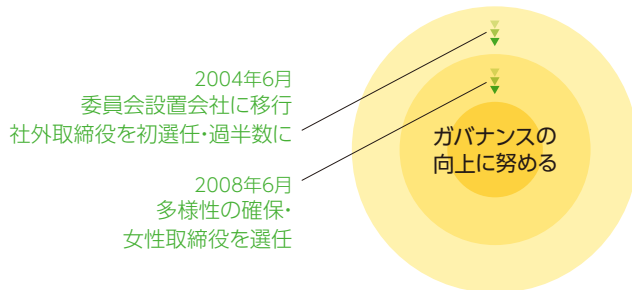 2004年6月
委員会設置会社に移行
社外取締役を初選任・過半数に
2008年6月
多様性の確保・
女性取締役を選任
ガバナンスの
向上に努める